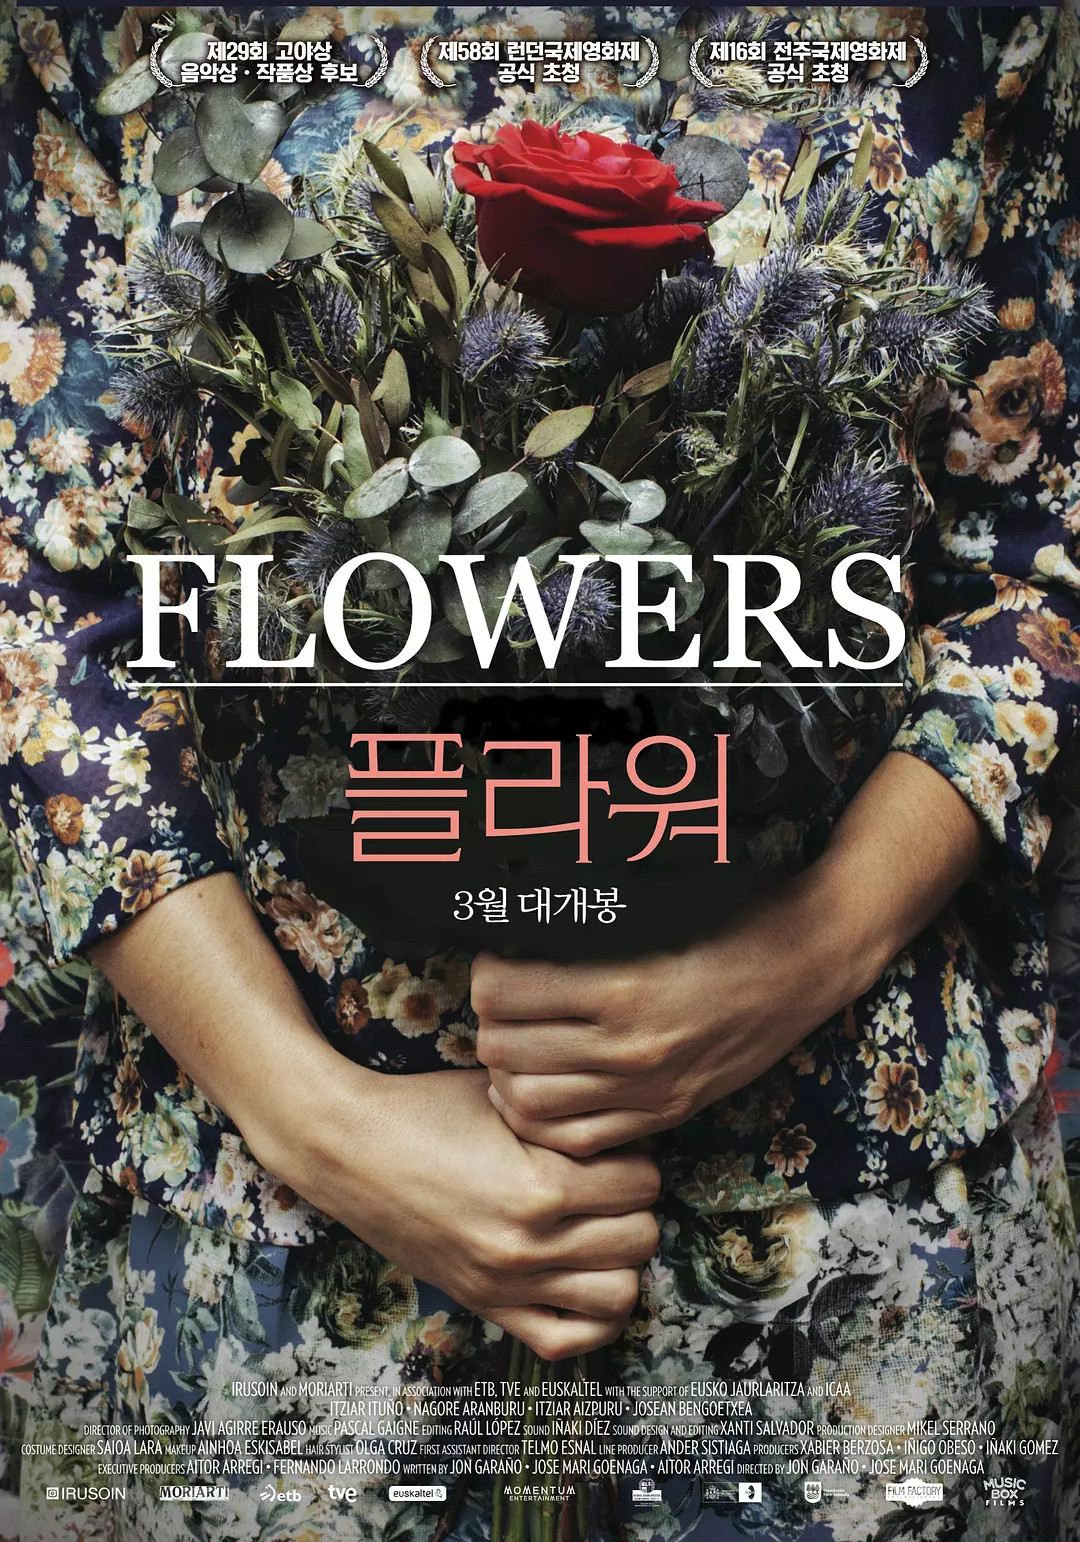 제29회 고야상
음악상·작품상 후보
제58회 런던국제영화제
공식 초청
제16회 전주국제영화제
공식 초청
FLOWERS
플라워
3월 대개봉
IRUSOIN AND MORIARTI PRESENT, IN ASSOCIATION WITH ETB, TVE AND EUSKALTEL WITH THE SUPPORT OF EUSKO JAURLARITZA AND ICAA
ITZIAR ITUÑO • NAGORE ARANBURU • ITZIAR AIZPURU • JOSEAN BENGOETXEA
DIRECTOR OF PHOTOGRAPHY JAVI AGIRRE ERAUSO MUSIC PASCAL GAIGNE EDITING RAÚL LÓPEZ SOUND IÑAKI DÍEZ SOUND DESIGN AND EDITING XANTI SALVADOR PRODUCTION DESIGNER MIKEL SERRANO
COSTUME DESIGNER SAIOA LARA MAKEUP AINHOA ESKISABEL HAIR STYLIST OLGA CRUZ FIRST ASSISTANT DIRECTOR TELMO ESNAL LINE PRODUCER ANDER SISTIAGA PRODUCERS XABIER BERZOSA • IÑIGO OBESO • IÑAKI GOMEZ
EXECUTIVE PRODUCERS AITOR ARREGI • FERNANDO LARRONDO WRITTEN BY JON GARAÑO • JOSE MARI GOENAGA • AITOR ARREGI DIRECTED BY JON GARAÑO • JOSE MARI GOENAGA
IRUSOIN MORIARTI etb tve euskaltel MOMENTUM ENTERTAINMENT FILM FACTORY MUSIC BOX FILMS